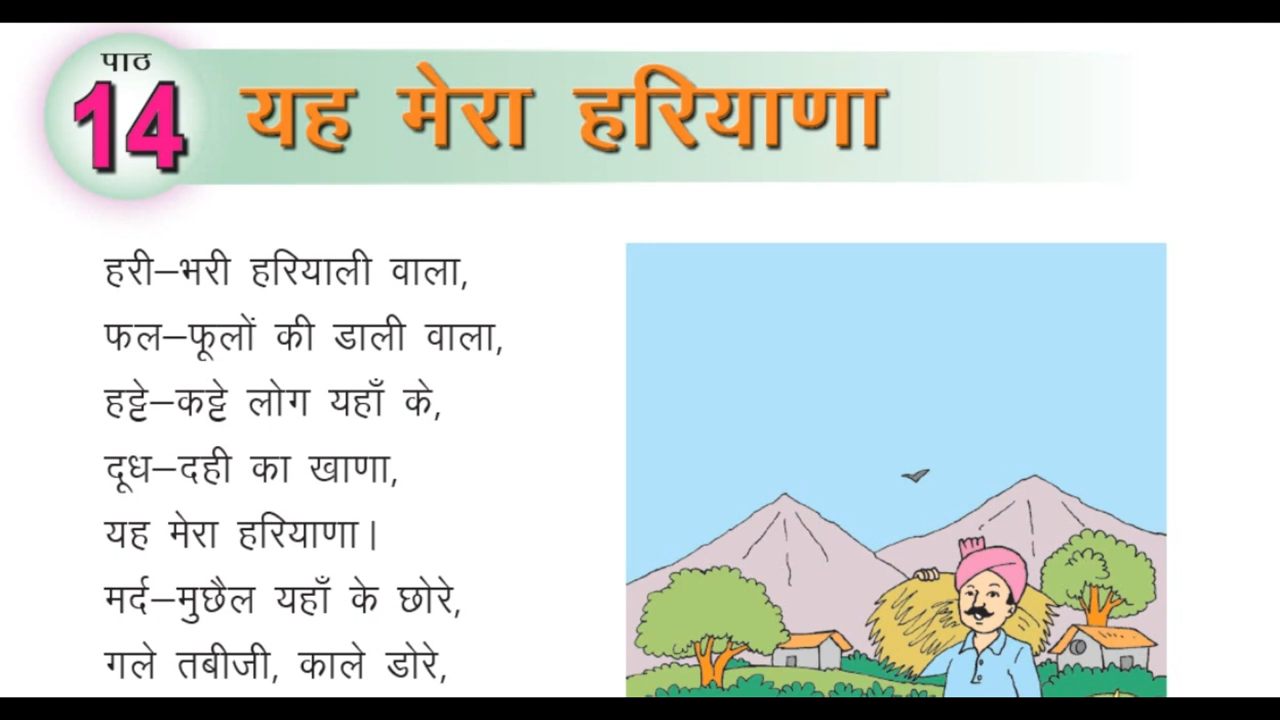 पाठ
14
यह मेरा हरियाणा
हरी–भरी हरियाली वाला,
फल–फूलों की डाली वाला,
हट्टे–कट्टे लोग यहाँ के,
दूध–दही का खाणा,
यह मेरा हरियाणा।
मर्द–मुछैल यहाँ के छोरे,
गले तबीजी, काले डोरे,